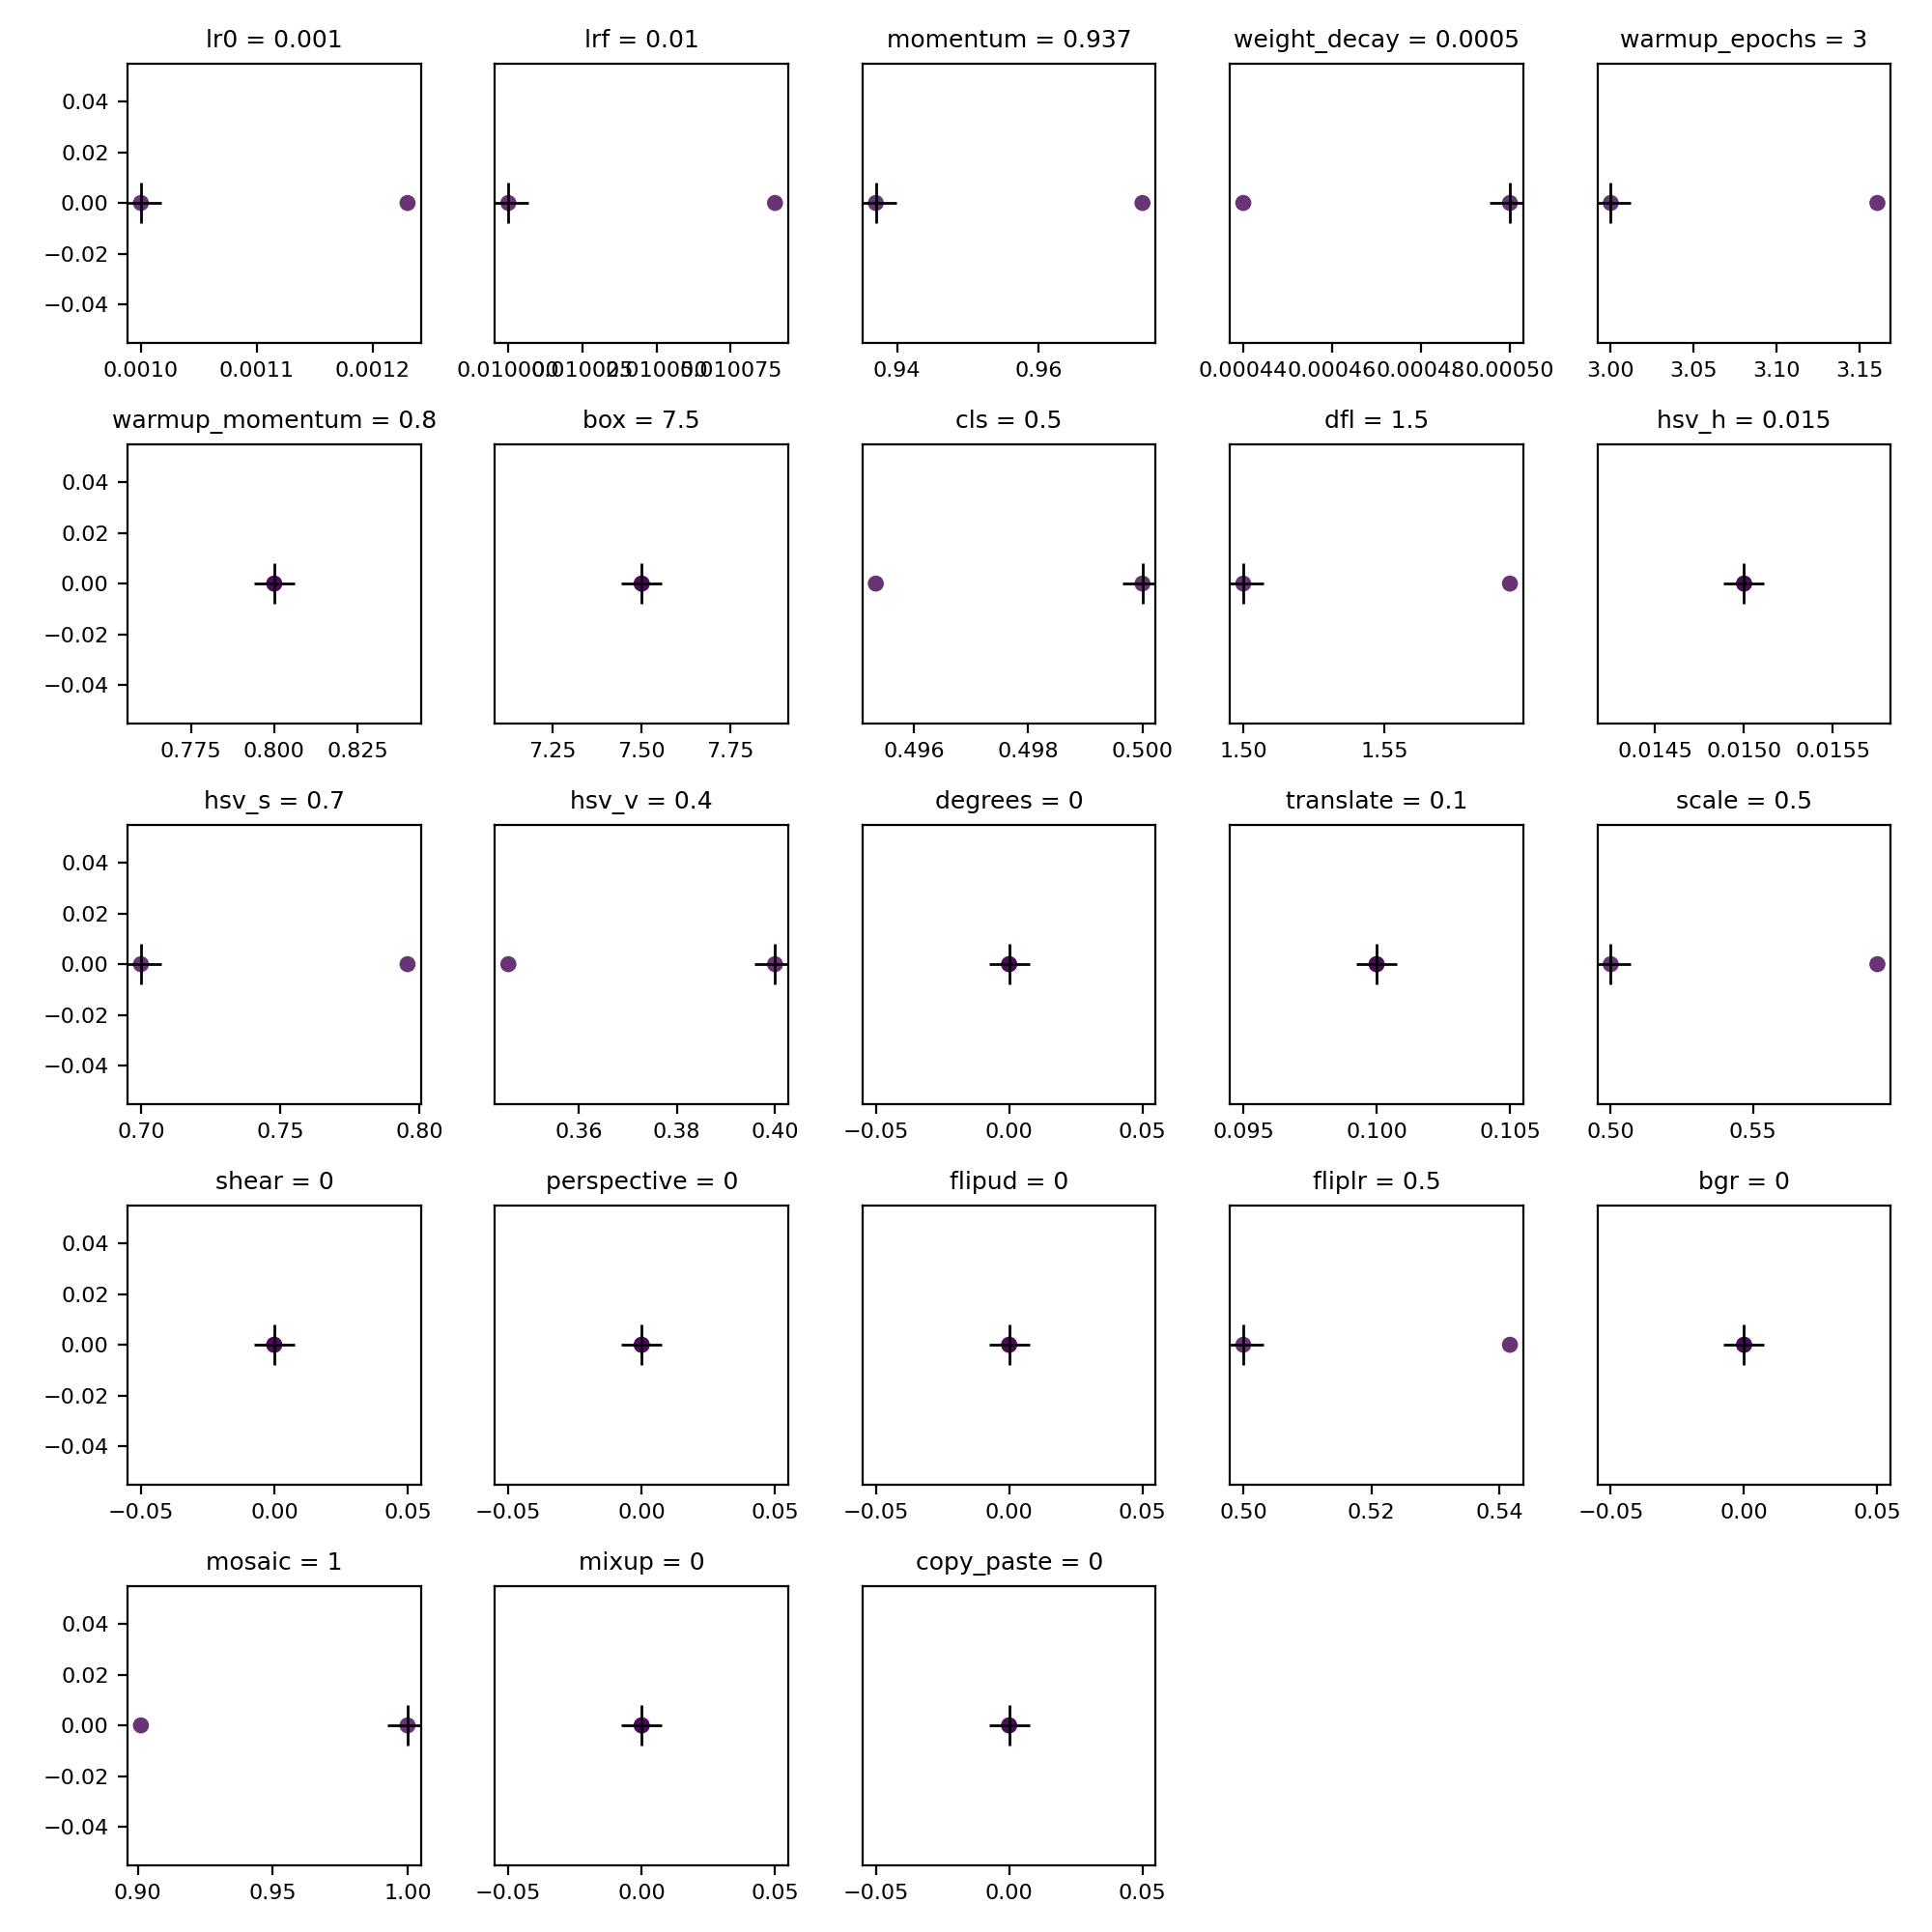 lr0 = 0.001 lrf = 0.01 momentum = 0.937 weight_decay = 0.0005 warmup_epochs = 3
0.04
0.02
0.00
−0.02
−0.04
0.0010 0.0011 0.0012 0.010000 0.010025 0.010050 0.010075 0.94 0.96 0.00044 0.00046 0.00048 0.00050 3.00 3.05 3.10 3.15
warmup_momentum = 0.8 box = 7.5 cls = 0.5 dfl = 1.5 hsv_h = 0.015
0.04
0.02
0.00
−0.02
−0.04
0.775 0.800 0.825 7.25 7.50 7.75 0.496 0.498 0.500 1.50 1.55 0.0145 0.0150 0.0155
hsv_s = 0.7 hsv_v = 0.4 degrees = 0 translate = 0.1 scale = 0.5
0.04
0.02
0.00
−0.02
−0.04
0.70 0.75 0.80 0.36 0.38 0.40 −0.05 0.00 0.05 0.095 0.100 0.105 0.50 0.55
shear = 0 perspective = 0 flipud = 0 fliplr = 0.5 bgr = 0
0.04
0.02
0.00
−0.02
−0.04
−0.05 0.00 0.05 −0.05 0.00 0.05 −0.05 0.00 0.05 0.50 0.52 0.54 −0.05 0.00 0.05
mosaic = 1 mixup = 0 copy_paste = 0
0.04
0.02
0.00
−0.02
−0.04
0.90 0.95 1.00 −0.05 0.00 0.05 −0.05 0.00 0.05